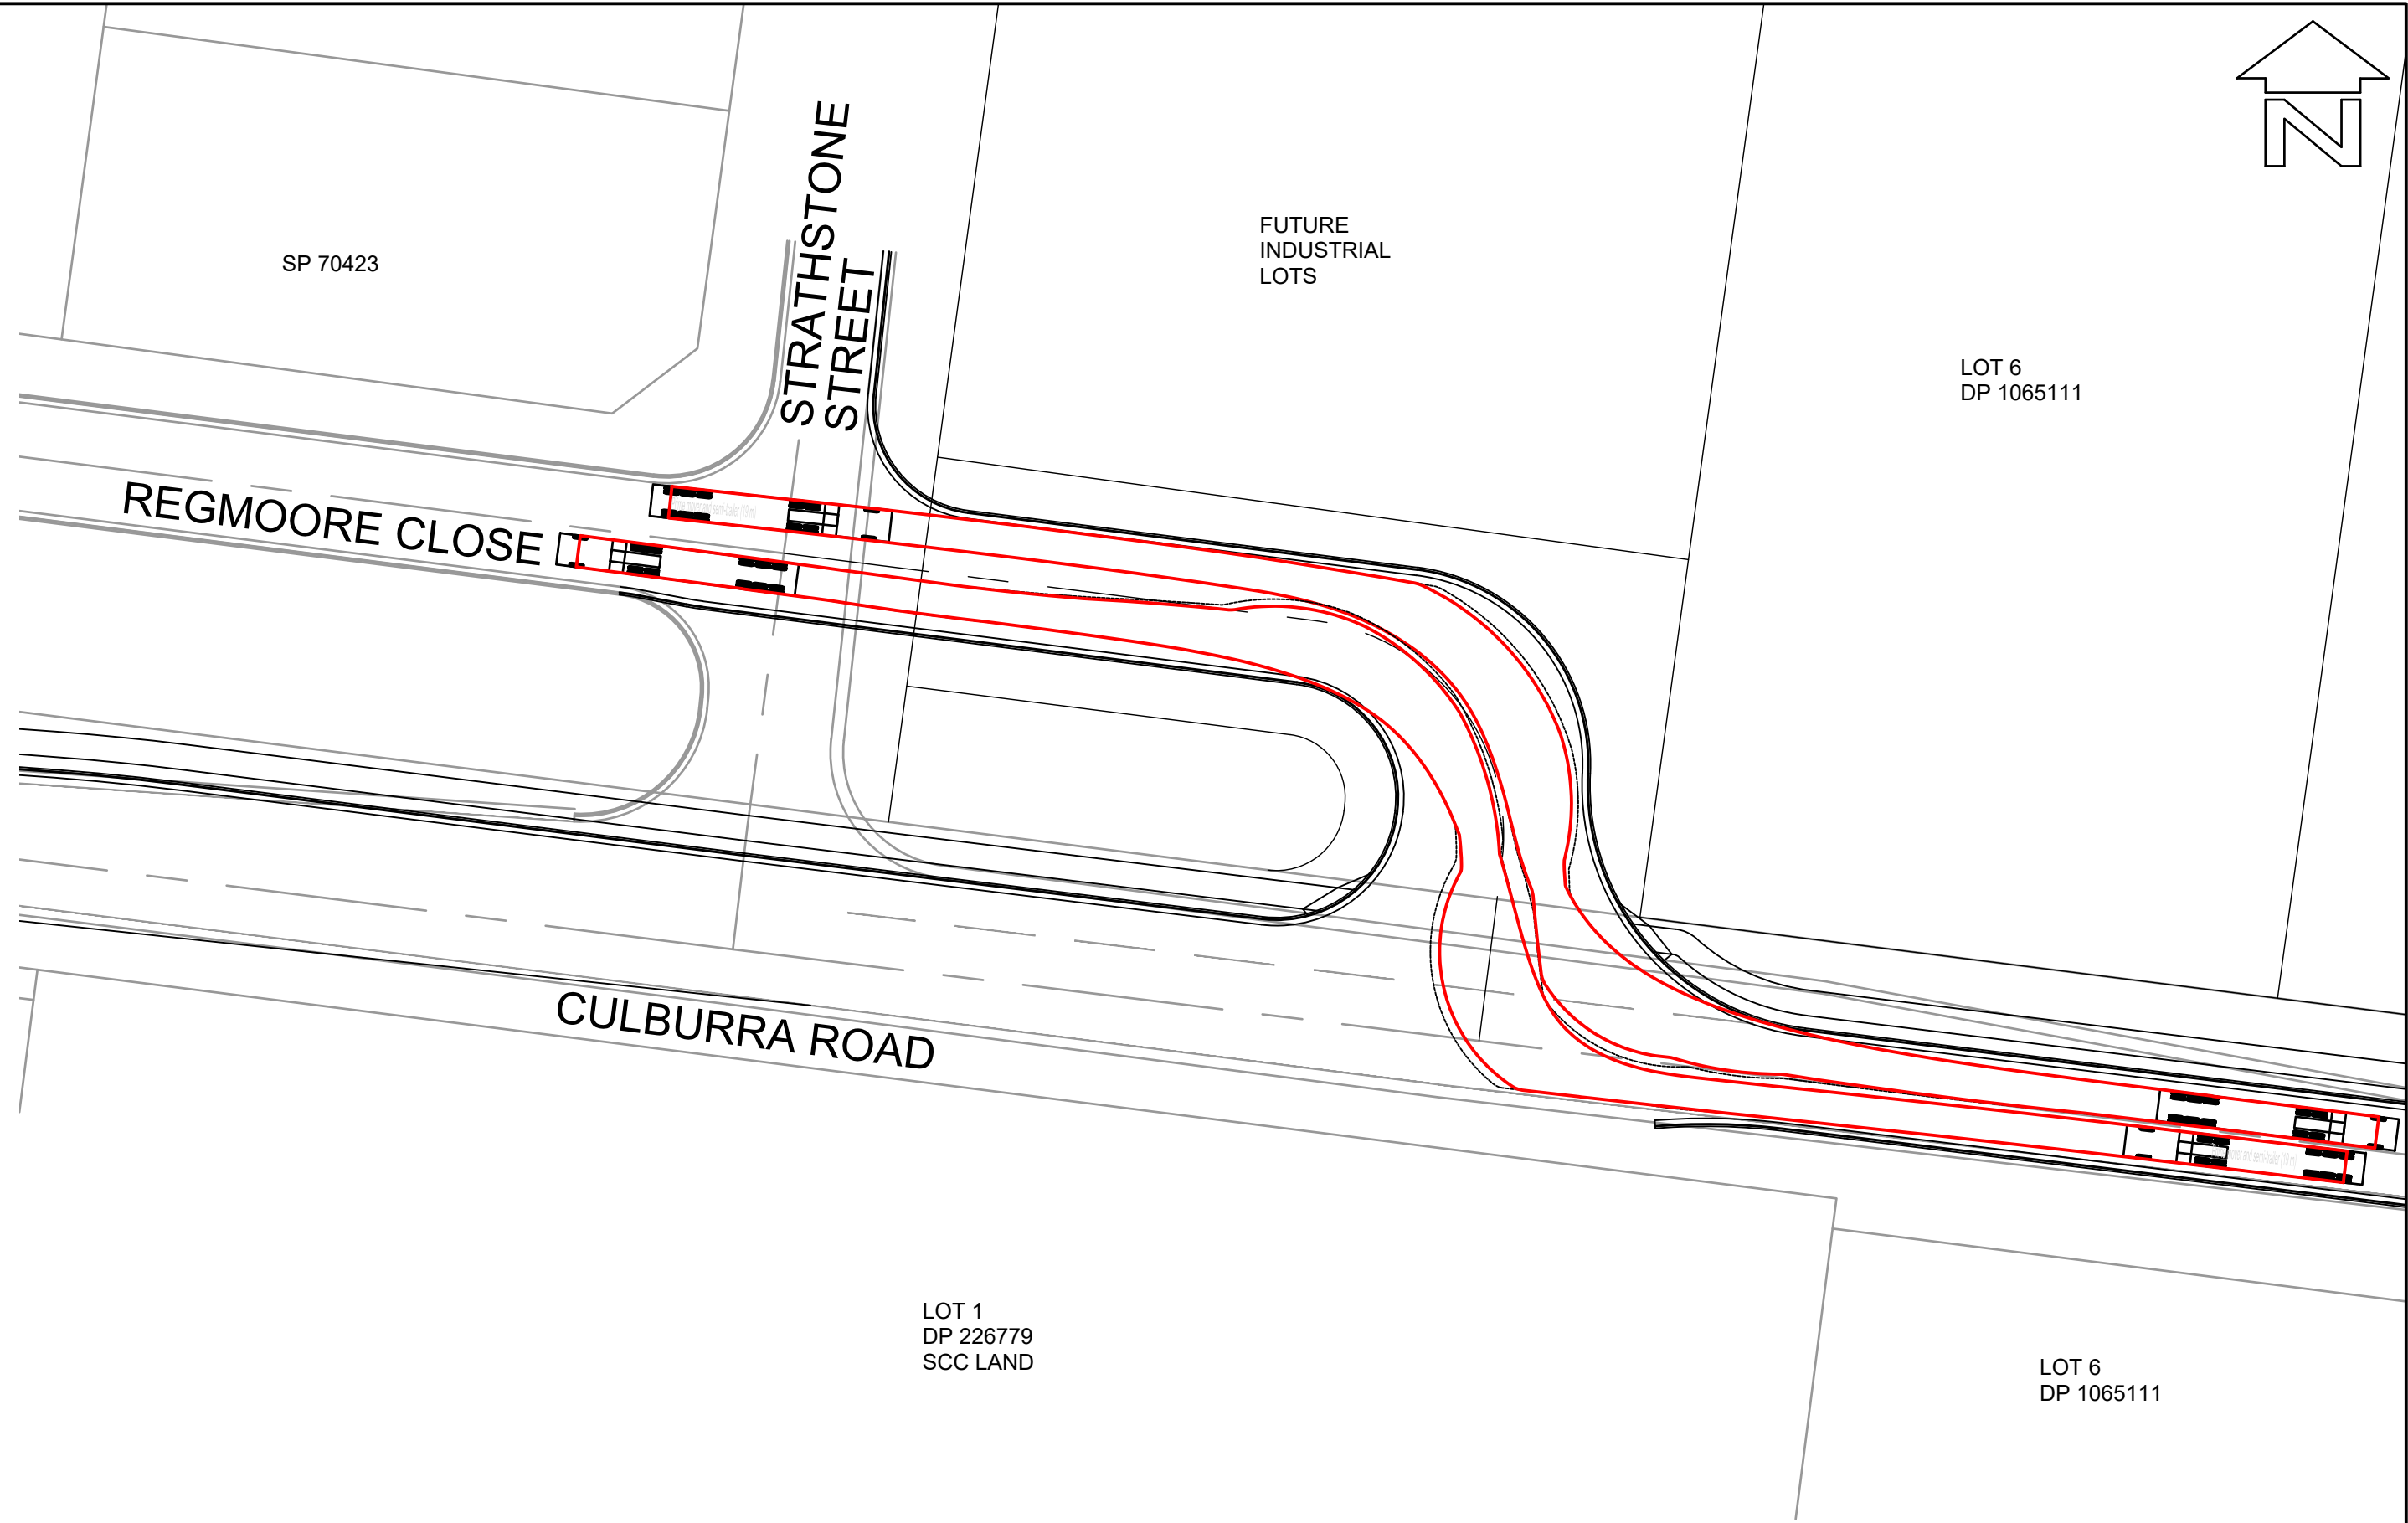 SP 70423
STRATHSTONE
STREET
FUTURE
INDUSTRIAL
LOTS
N
LOT 6
DP 1065111
REGMOORE CLOSE
CULBURRA ROAD
LOT 1
DP 226779
SCC LAND
LOT 6
DP 1065111